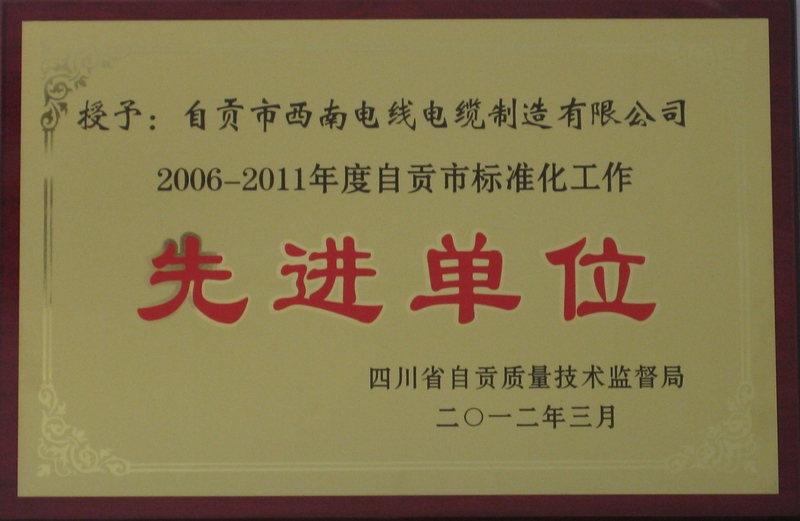 授予：自贡市西南电线电缆制造有限公司
2006-2011年度自贡市标准化工作
先进单位
四川省自贡质量技术监督局
二〇一二年三月